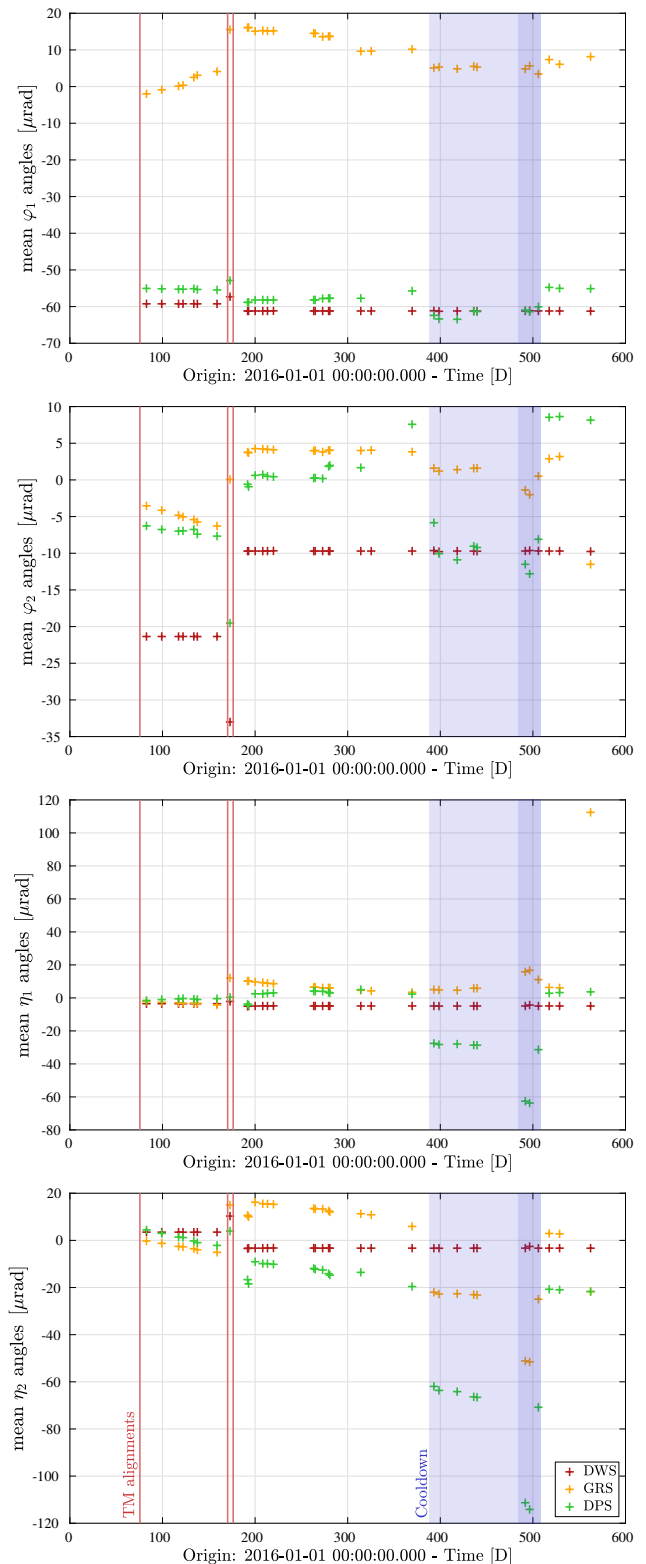 20
10
0
-10
-20
-30
-40
-50
-60
-70
mean φ1 angles [μrad]
0 100 200 300 400 500 600
Origin: 2016-01-01 00:00:00.000 - Time [D]
10
5
0
-5
-10
-15
-20
-25
-30
-35
mean φ2 angles [μrad]
0 100 200 300 400 500 600
Origin: 2016-01-01 00:00:00.000 - Time [D]
120
100
80
60
40
20
0
-20
-40
-60
-80
mean η1 angles [μrad]
0 100 200 300 400 500 600
Origin: 2016-01-01 00:00:00.000 - Time [D]
20
0
-20
-40
-60
-80
-100
-120
mean η2 angles [μrad]
TM alignments
Cooldown
DWS
GRS
DPS
0 100 200 300 400 500 600
Origin: 2016-01-01 00:00:00.000 - Time [D]